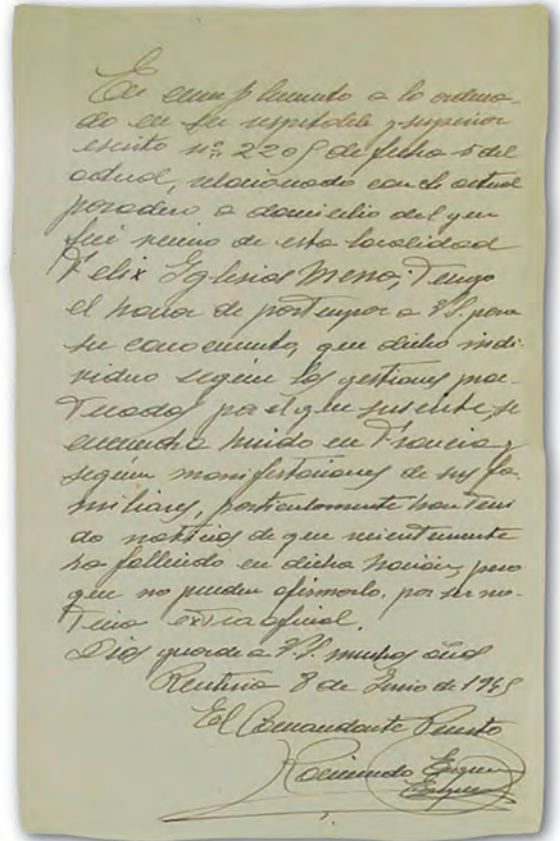 En cumplimiento a lo ordena-
do en su respetable y superior
escrito nº 2209 de fecha 5 del
actual, relacionado con el actual
paradero o domicilio del que
fué vecino de esta localidad
Felix Iglesias Meno; Tengo
el honor de participar a V.S. para
su conocimiento, que dicho indi-
viduo según las gestiones prac-
ticadas por el que suscribe, se
encuentra huido en Francia y
según manifestaciones de sus fa-
miliares, particularmente han teni
do noticias de que recientemente
ha fallecido en dicha Nación, pero
que no pueden afirmarlo, por ser no-
ticia extraoficial.
Dios guarde a V.S. muchos años
Rentería 8 de Junio de 1945
El Comandante Puesto
Raimundo